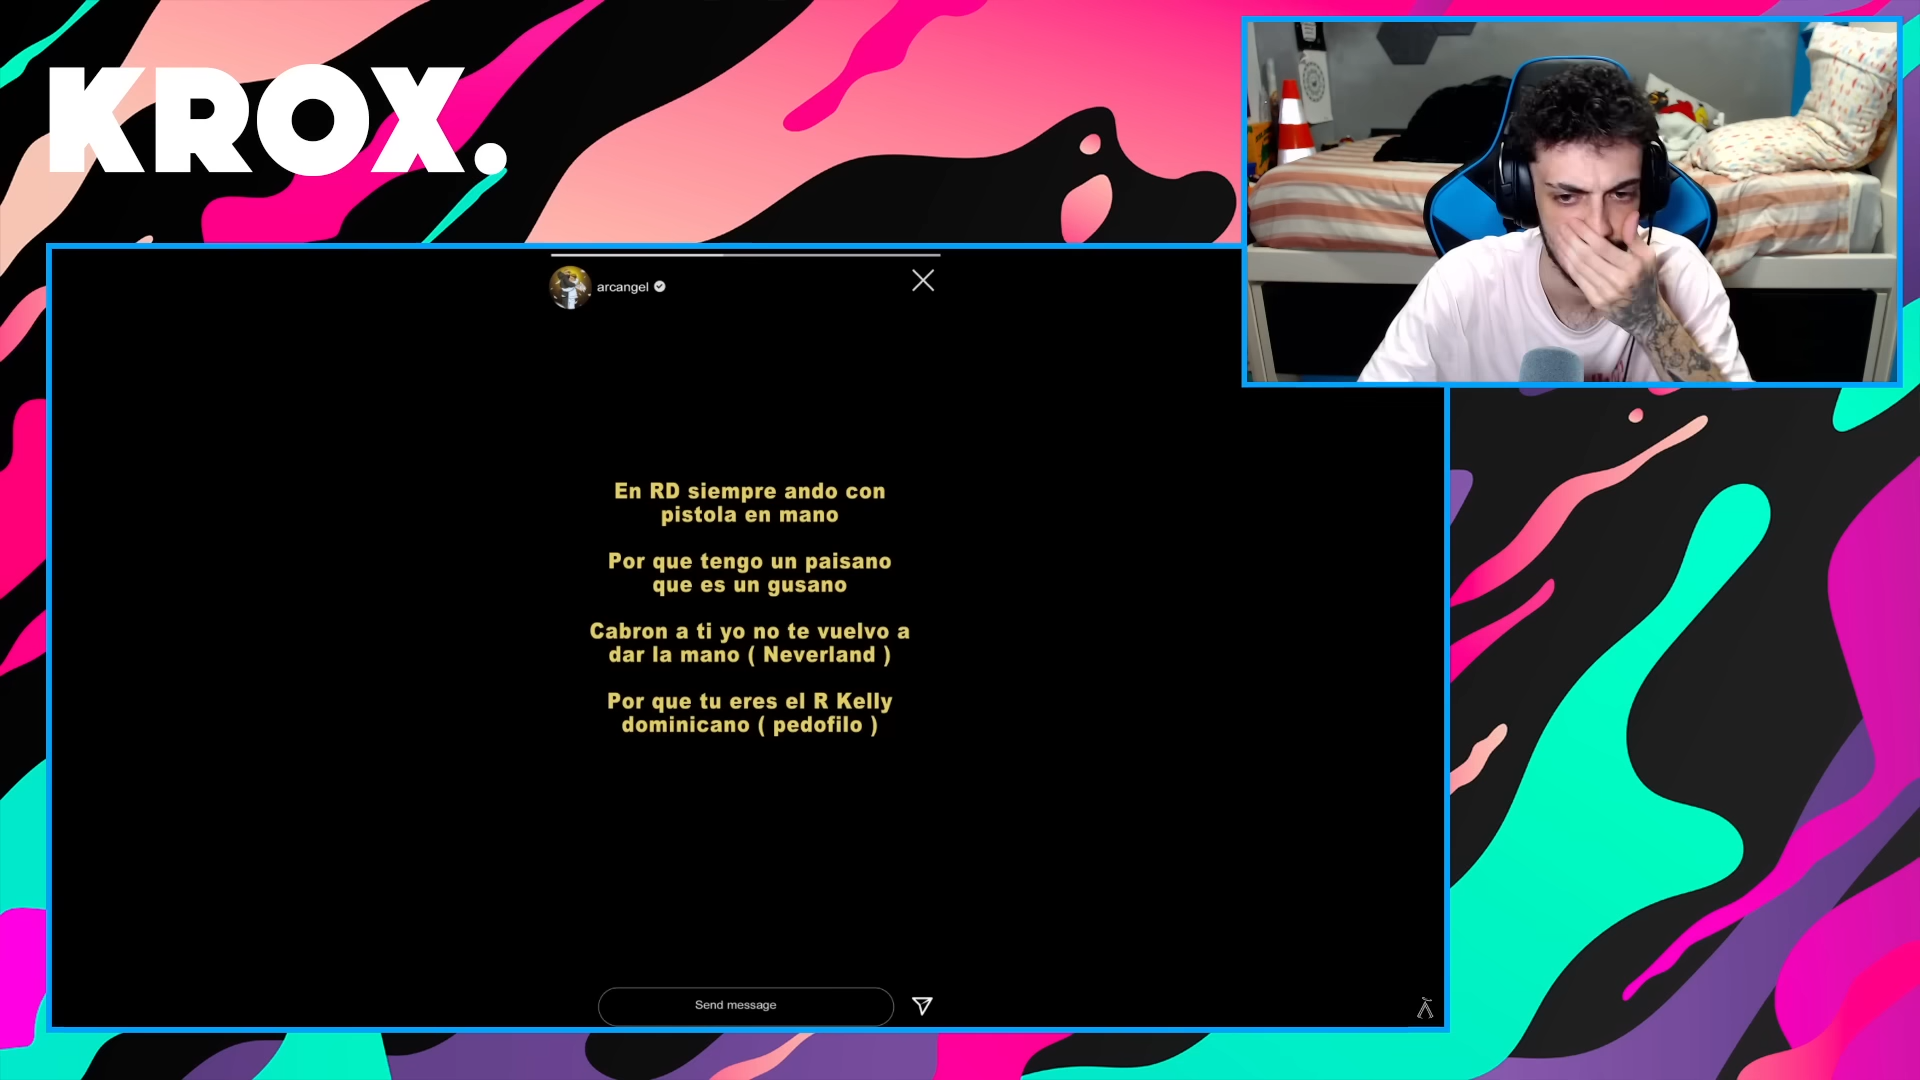 KROX.
arcangel
En RD siempre ando con
pistola en mano
Por que tengo un paisano
que es un gusano
Cabron a ti yo no te vuelvo a
dar la mano ( Neverland )
Por que tu eres el R Kelly
dominicano ( pedofilo )
Send message